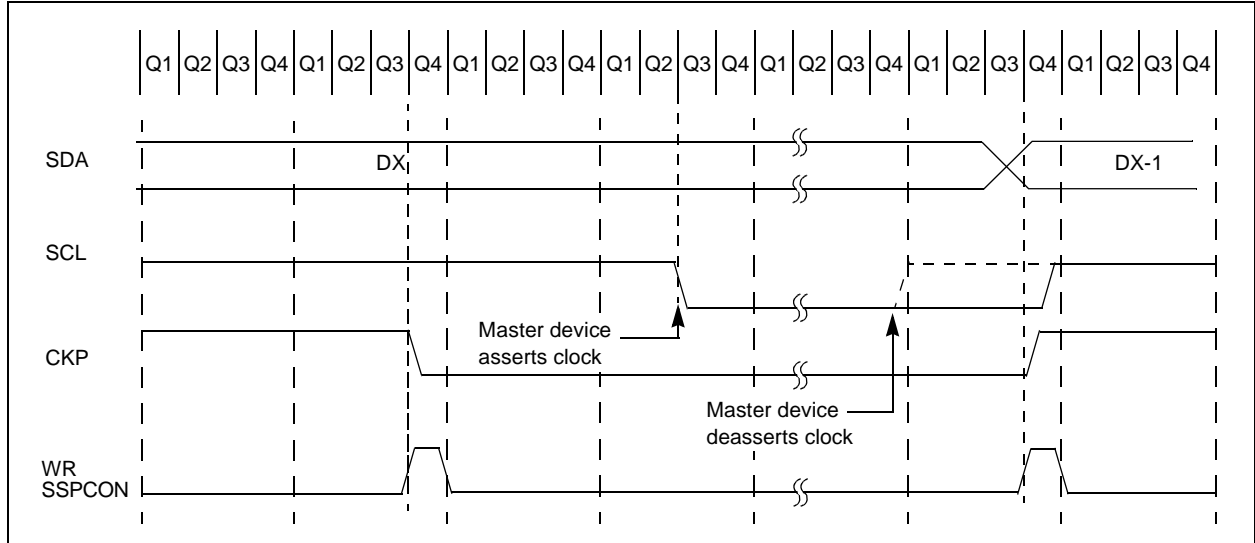 Q1 Q2 Q3 Q4 Q1 Q2 Q3 Q4 Q1 Q2 Q3 Q4 Q1 Q2 Q3 Q4 Q1 Q2 Q3 Q4 Q1 Q2 Q3 Q4 Q1 Q2 Q3 Q4
SDA
DX
DX-1
SCL
Master device
asserts clock
CKP
Master device
deasserts clock
WR
SSPCON